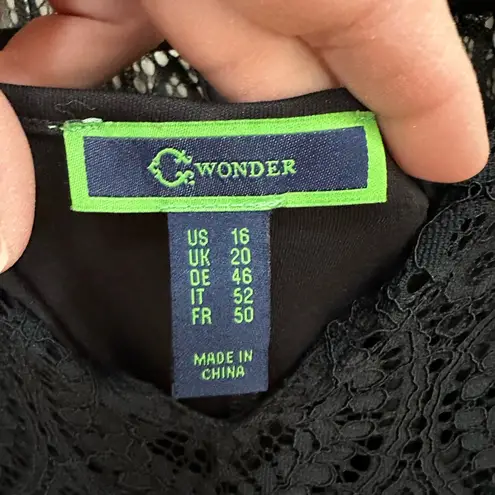 C WONDER
US 16
UK 20
DE 46
IT 52
FR 50
MADE IN
CHINA